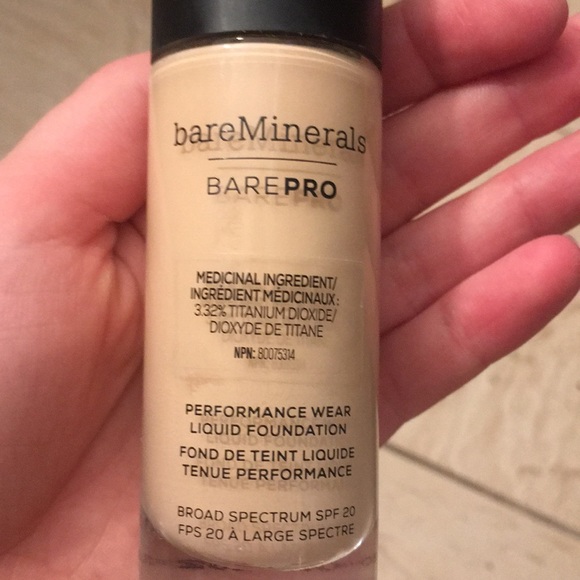 bareMinerals
BAREPRO
MEDICINAL INGREDIENT/
INGRÉDIENT MÉDICINAUX :
3.32% TITANIUM DIOXIDE/
DIOXYDE DE TITANE
NPN: 80075314
PERFORMANCE WEAR
LIQUID FOUNDATION
FOND DE TEINT LIQUIDE
TENUE PERFORMANCE
BROAD SPECTRUM SPF 20
FPS 20 À LARGE SPECTRE